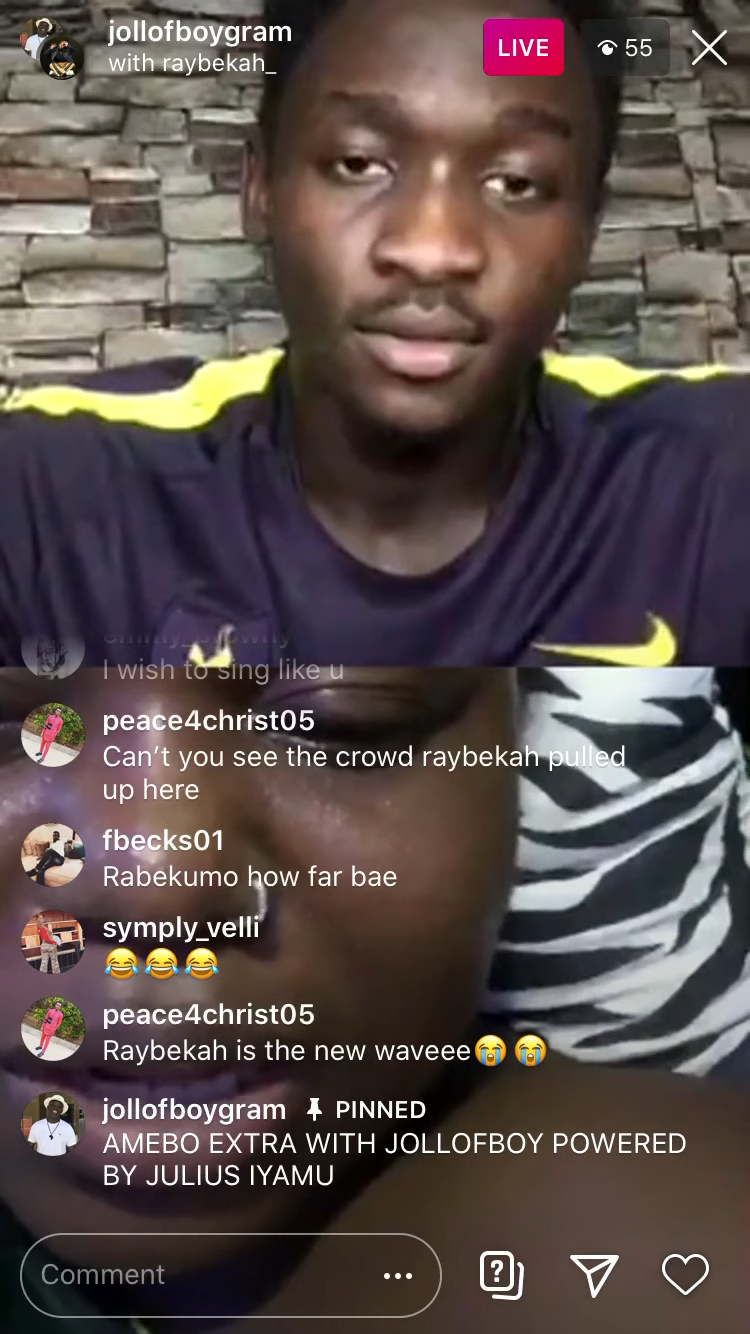 jollofboygram
with raybekah_
LIVE
55
I wish to sing like u
peace4christ05
Can’t you see the crowd raybekah pulled
up here
fbecks01
Rabekumo how far bae
symply_velli
😂😂😂
peace4christ05
Raybekah is the new waveee😭😭
jollofboygram PINNED
AMEBO EXTRA WITH JOLLOFBOY POWERED
BY JULIUS IYAMU
Comment